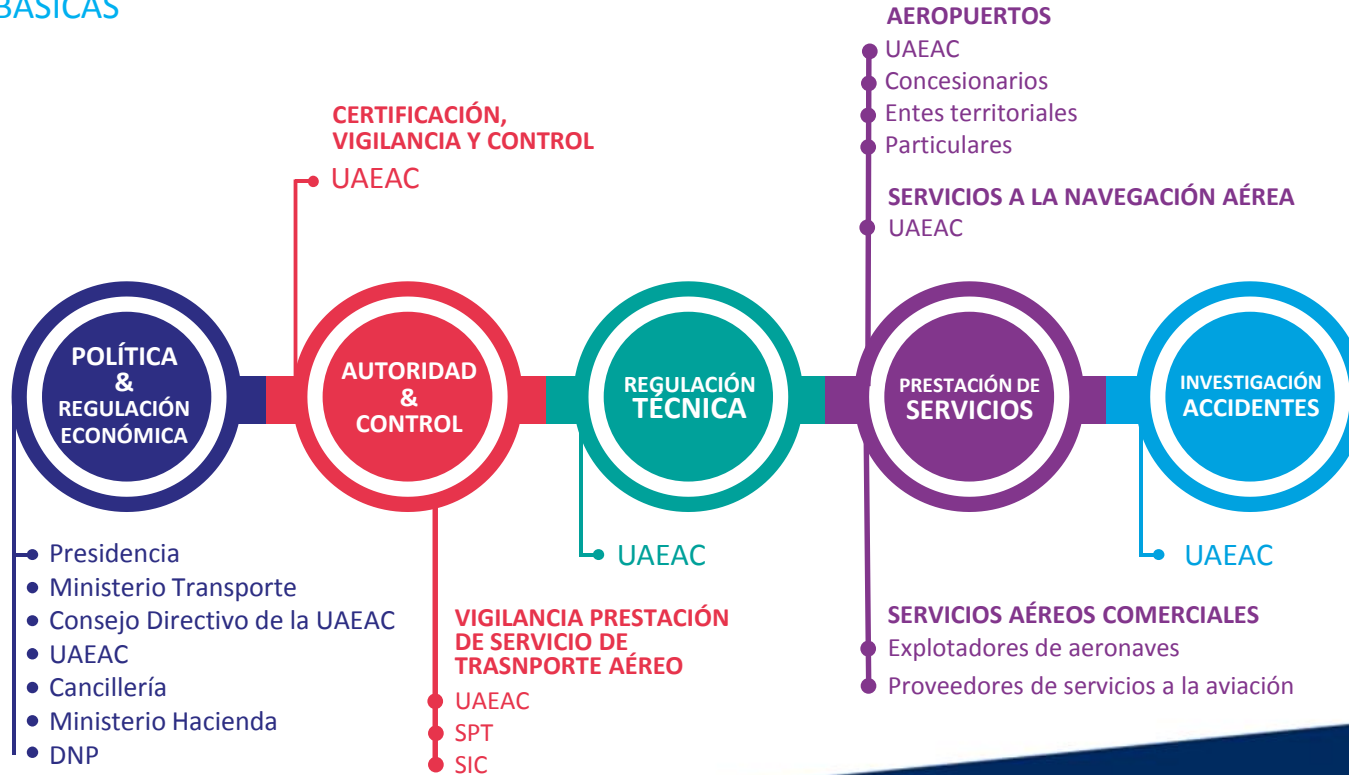 BÁSICAS
POLÍTICA
&
REGULACIÓN
ECONÓMICA
Presidencia
Ministerio Transporte
Consejo Directivo de la UAEAC
UAEAC
Cancillería
Ministerio Hacienda
DNP
CERTIFICACIÓN,
VIGILANCIA Y CONTROL
UAEAC
AUTORIDAD
&
CONTROL
VIGILANCIA PRESTACIÓN
DE SERVICIO DE
TRASNPORTE AÉREO
UAEAC
SPT
SIC
REGULACIÓN
TÉCNICA
UAEAC
AEROPUERTOS
UAEAC
Concesionarios
Entes territoriales
Particulares
SERVICIOS A LA NAVEGACIÓN AÉREA
UAEAC
PRESTACIÓN DE
SERVICIOS
SERVICIOS AÉREOS COMERCIALES
Explotadores de aeronaves
Proveedores de servicios a la aviación
INVESTIGACIÓN
ACCIDENTES
UAEAC